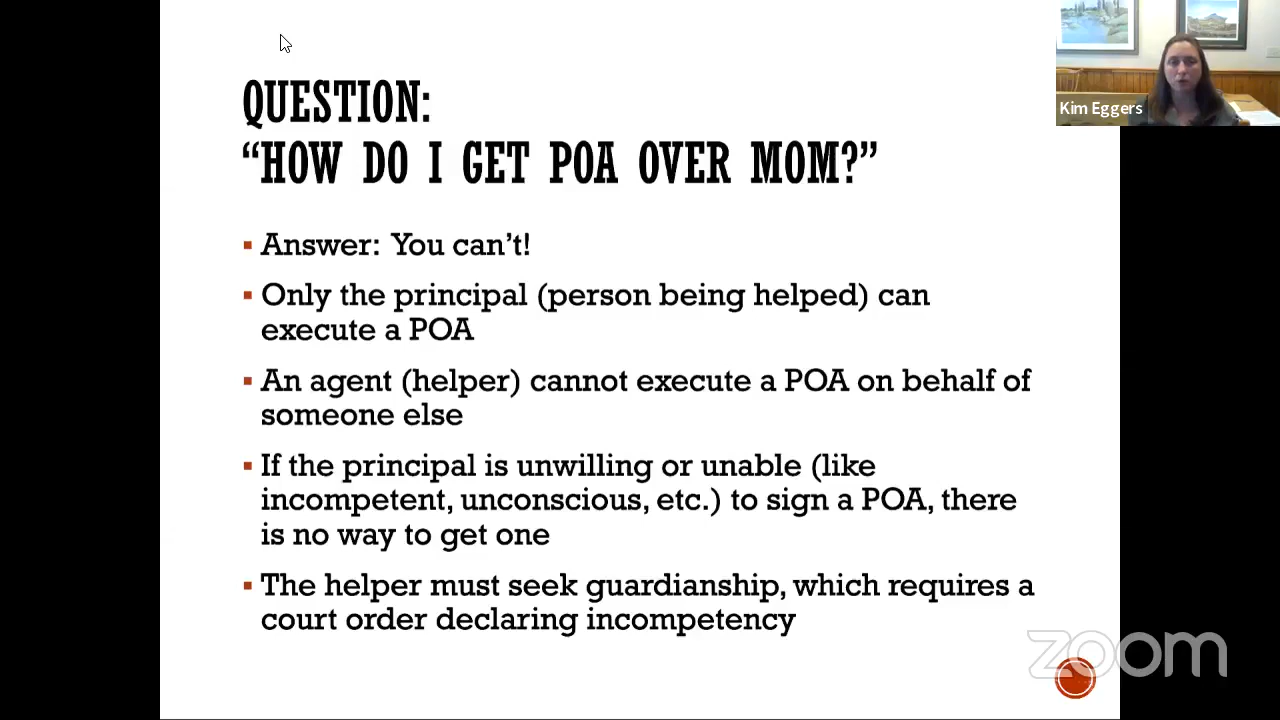 QUESTION:
“HOW DO I GET POA OVER MOM?”
▪ Answer: You can’t!
▪ Only the principal (person being helped) can
execute a POA
▪ An agent (helper) cannot execute a POA on behalf of
someone else
▪ If the principal is unwilling or unable (like
incompetent, unconscious, etc.) to sign a POA, there
is no way to get one
▪ The helper must seek guardianship, which requires a
court order declaring incompetency
Kim Eggers
zoom